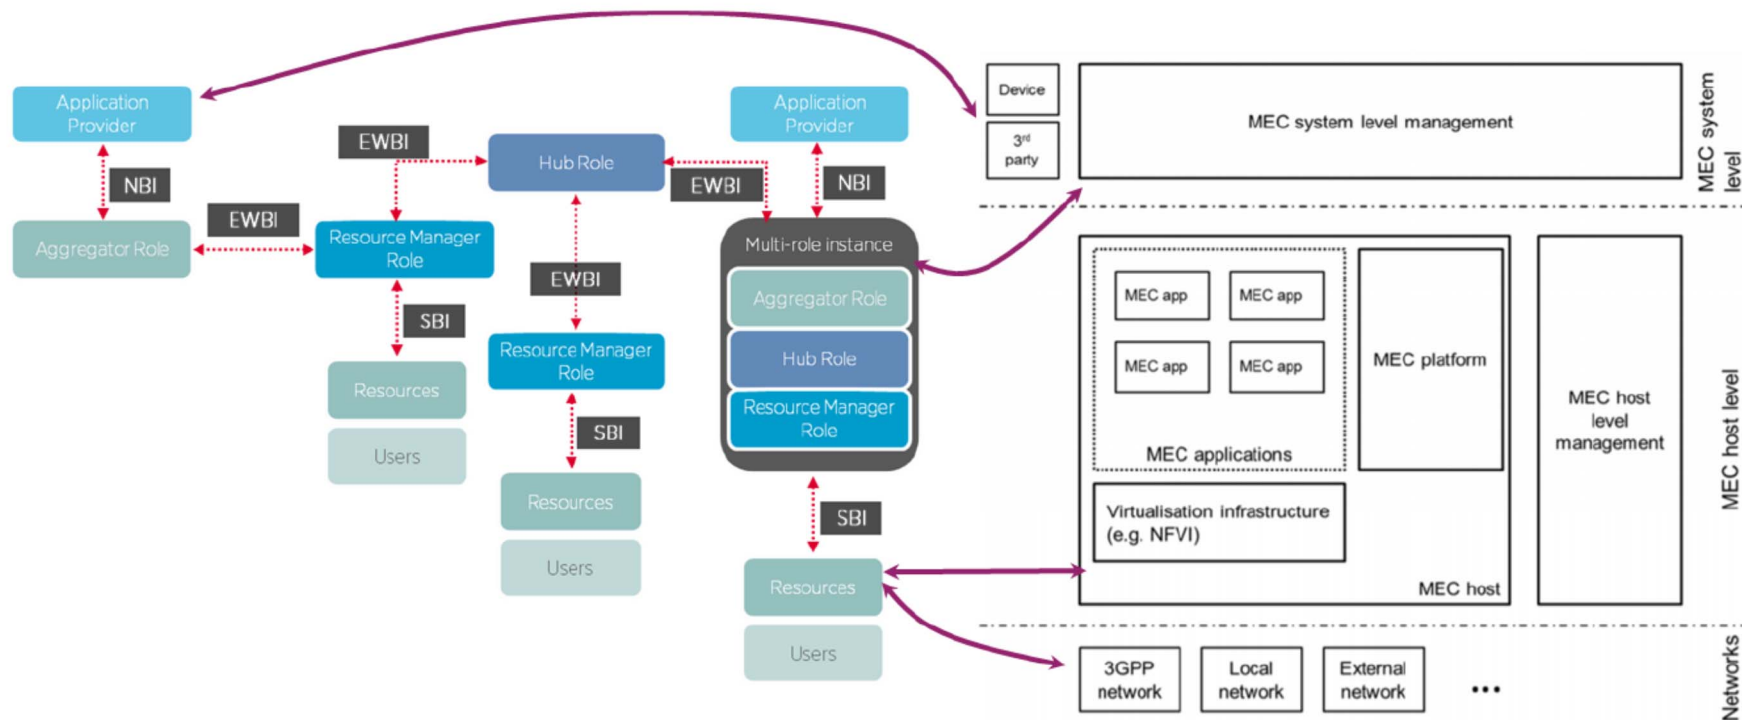 Application
Provider
NBI
Aggregator Role
EWBI
EWBI
Resource Manager
Role
SBI
Resources
Users
Hub Role
EWBI
Resource Manager
Role
SBI
Resources
Users
EWBI
Application
Provider
NBI
Multi-role instance
Aggregator Role
Hub Role
Resource Manager
Role
SBI
Resources
Users
Device
3rd
party
MEC system level management
MEC system
level
MEC app
MEC app
MEC app
MEC app
MEC applications
MEC platform
Virtualisation infrastructure
(e.g. NFVI)
MEC host
MEC host
level
management
MEC host level
3GPP
network
Local
network
External
network
...
Networks